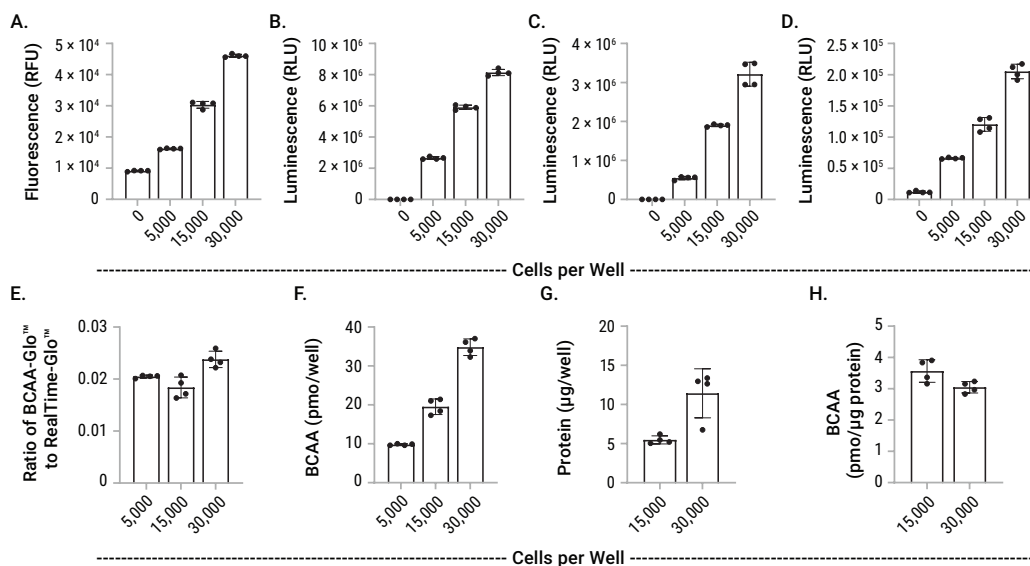 A.
Fluorescence (RFU)
5 × 10⁴
4 × 10⁴
3 × 10⁴
2 × 10⁴
1 × 10⁴
0
0
5,000
15,000
30,000
B.
Luminescence (RLU)
10 × 10⁶
8 × 10⁶
6 × 10⁶
4 × 10⁶
2 × 10⁶
0
0
5,000
15,000
30,000
C.
Luminescence (RLU)
4 × 10⁶
3 × 10⁶
2 × 10⁶
1 × 10⁶
0
0
5,000
15,000
30,000
D.
Luminescence (RLU)
2.5 × 10⁵
2.0 × 10⁵
1.5 × 10⁵
1.0 × 10⁵
0.5 × 10⁵
0
0
5,000
15,000
30,000
Cells per Well
E.
Ratio of BCAA-Glo™
to RealTime-Glo™
0.03
0.02
0.01
0
5,000
15,000
30,000
F.
BCAA (pmo/well)
40
30
20
10
0
5,000
15,000
30,000
G.
Protein (µg/well)
20
15
10
5
0
15,000
30,000
H.
BCAA
(pmo/µg protein)
5
4
3
2
1
0
15,000
30,000
Cells per Well